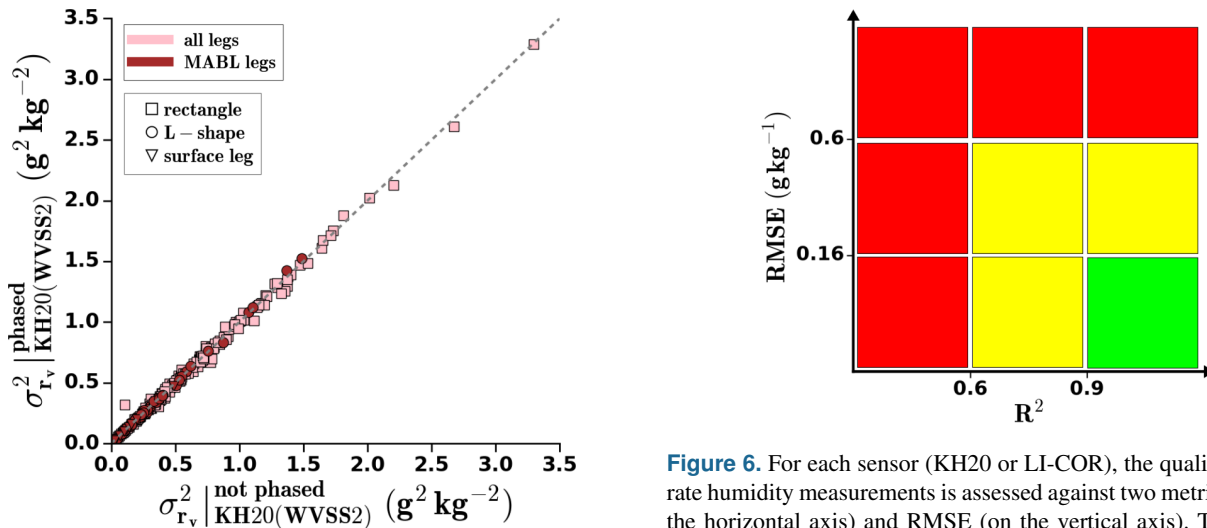 3.5
3.0
2.5
2.0
1.5
1.0
0.5
0.0
σ²_{r_v}|^{phased}_{KH20(WVSS2)} (g² kg⁻²)
all legs
MABL legs
rectangle
L − shape
surface leg
0.0 0.5 1.0 1.5 2.0 2.5 3.0 3.5
σ²_{r_v}|^{not phased}_{KH20(WVSS2)} (g² kg⁻²)
RMSE (g kg⁻¹)
0.6
0.16
0.6 0.9
R²
Figure 6. For each sensor (KH20 or LI-COR), the quali
rate humidity measurements is assessed against two metri
the horizontal axis) and RMSE (on the vertical axis). T